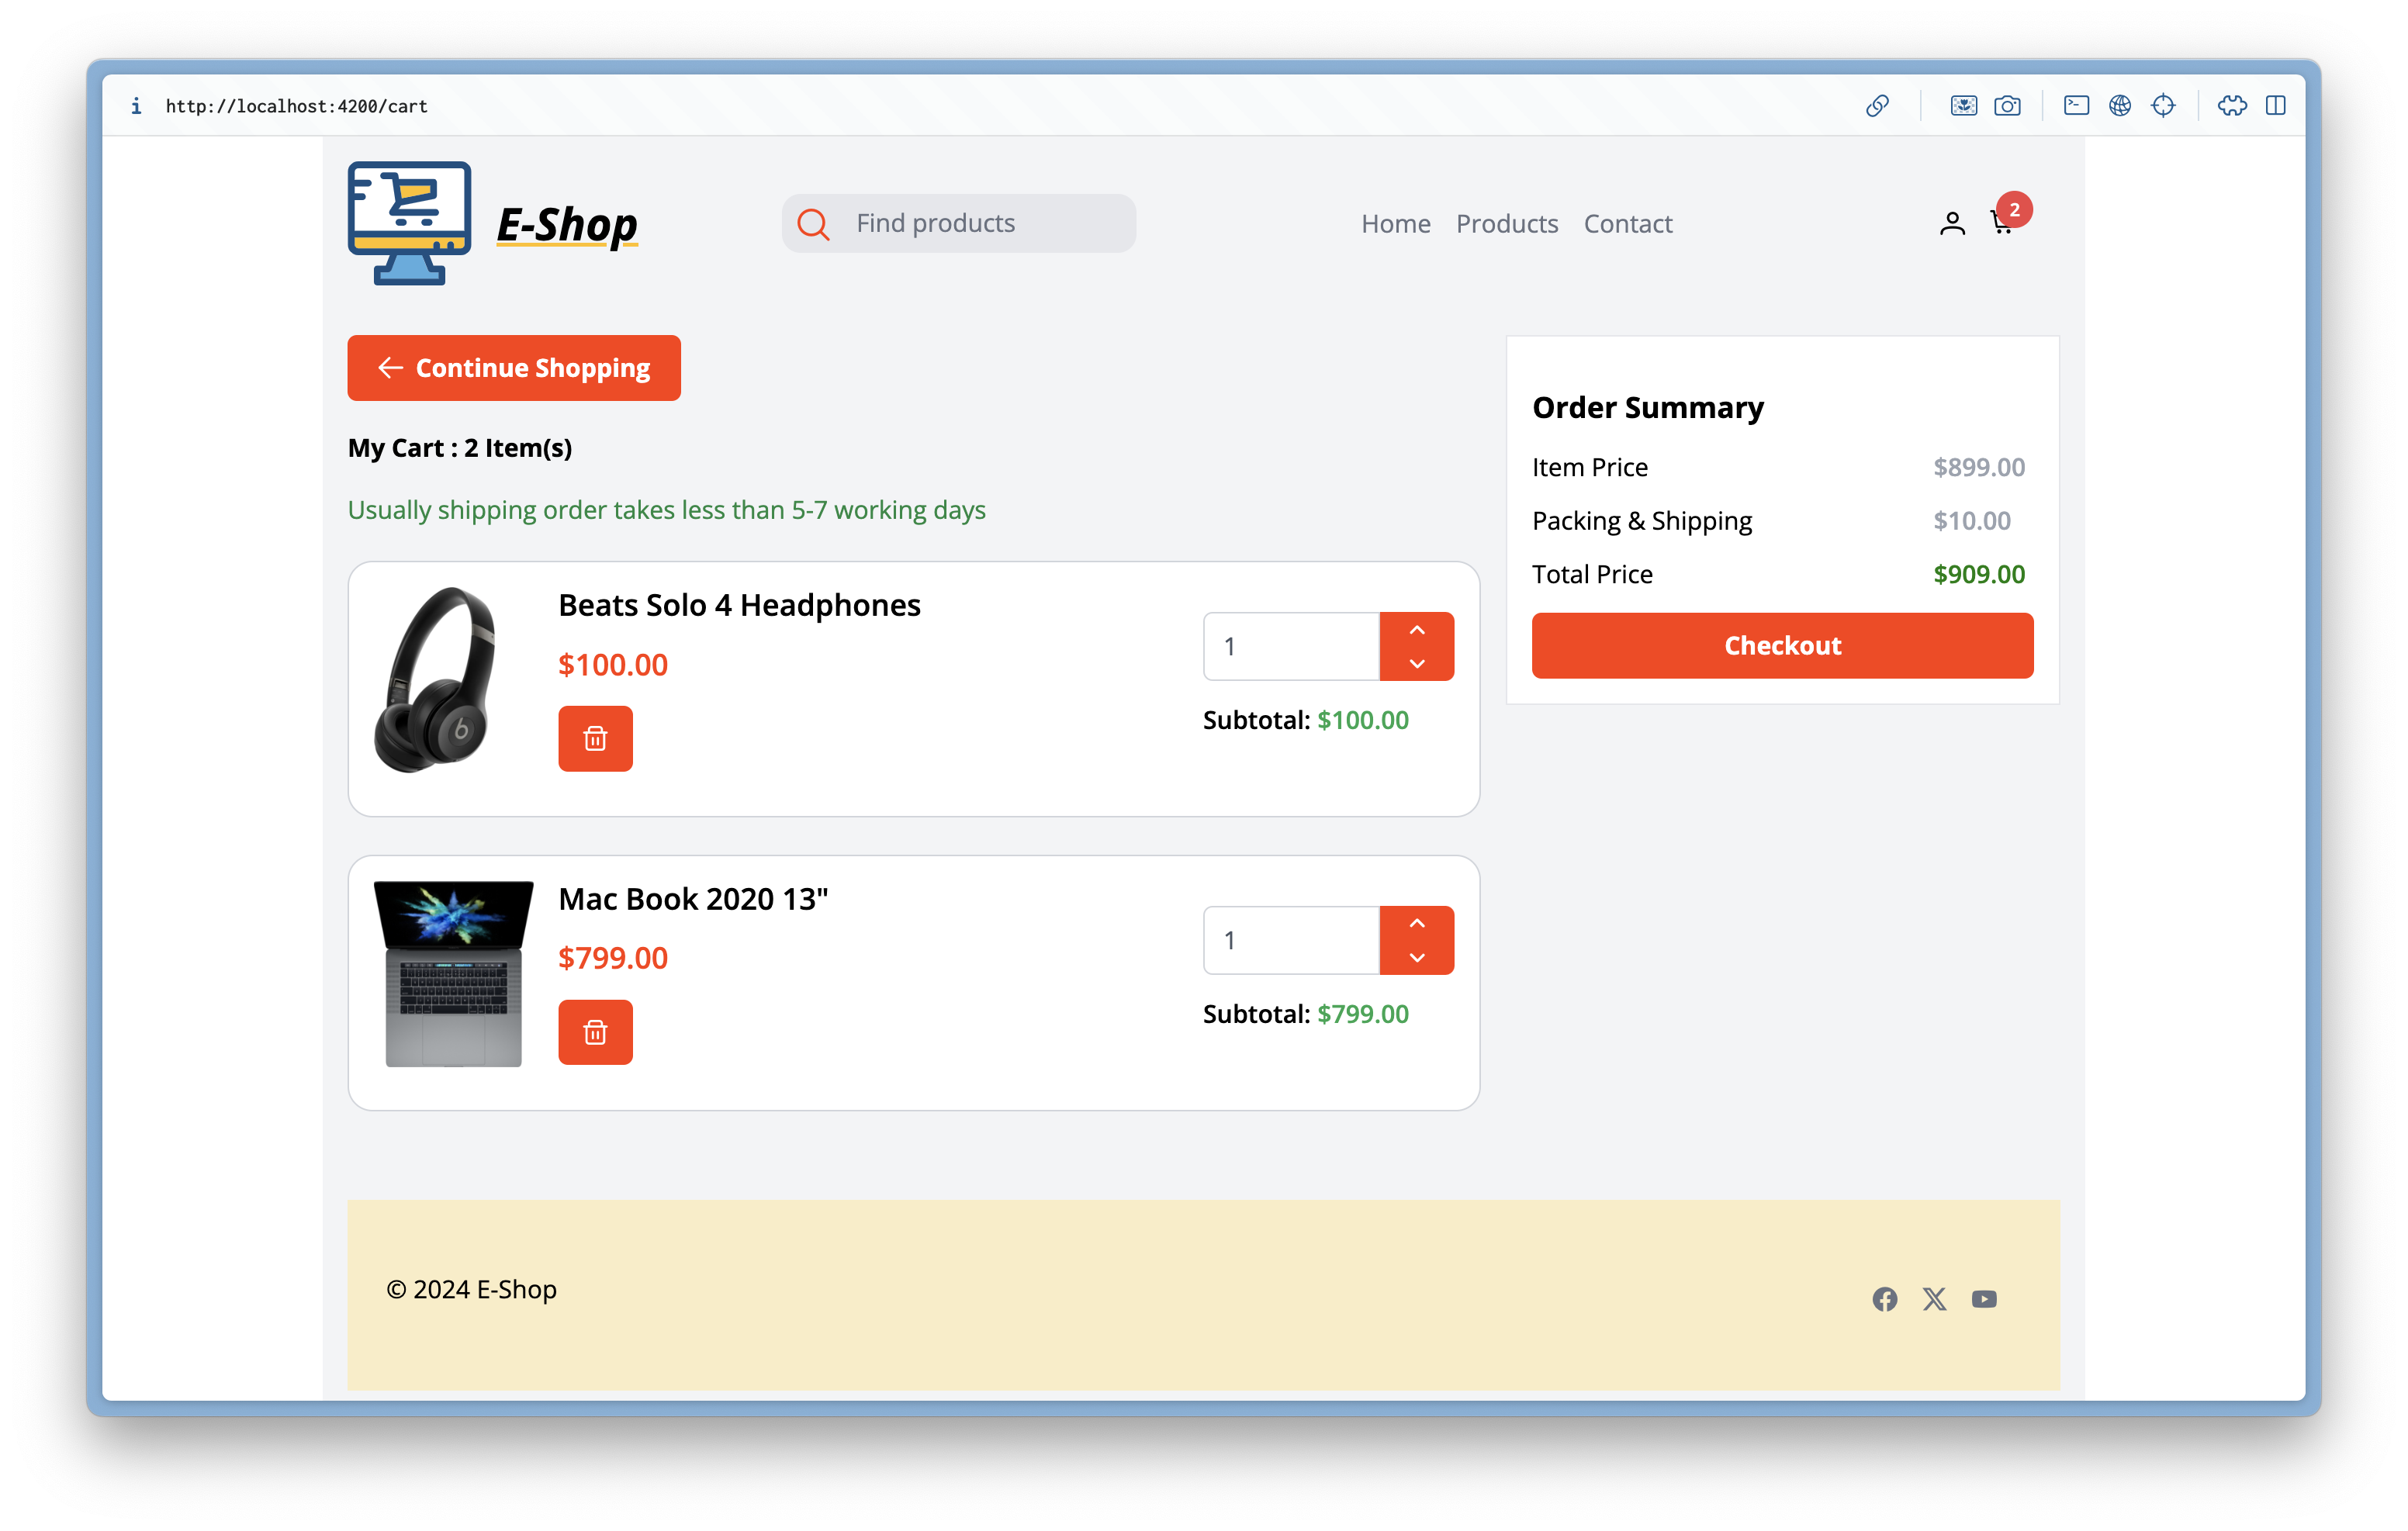 http://localhost:4200/cart
E-Shop
Find products
Home Products Contact
2
Continue Shopping
My Cart : 2 Item(s)
Usually shipping order takes less than 5-7 working days
Beats Solo 4 Headphones
$100.00
1
Subtotal: $100.00
Mac Book 2020 13"
$799.00
1
Subtotal: $799.00
Order Summary
Item Price $899.00
Packing & Shipping $10.00
Total Price $909.00
Checkout
© 2024 E-Shop